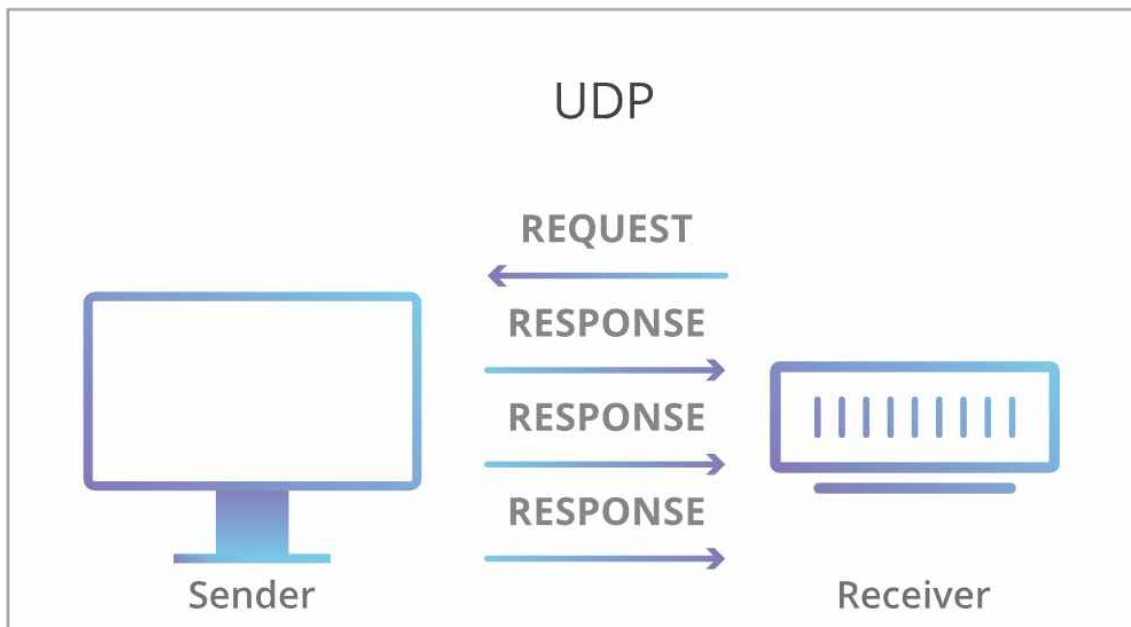 UDP
REQUEST
RESPONSE
RESPONSE
RESPONSE
Sender
Receiver